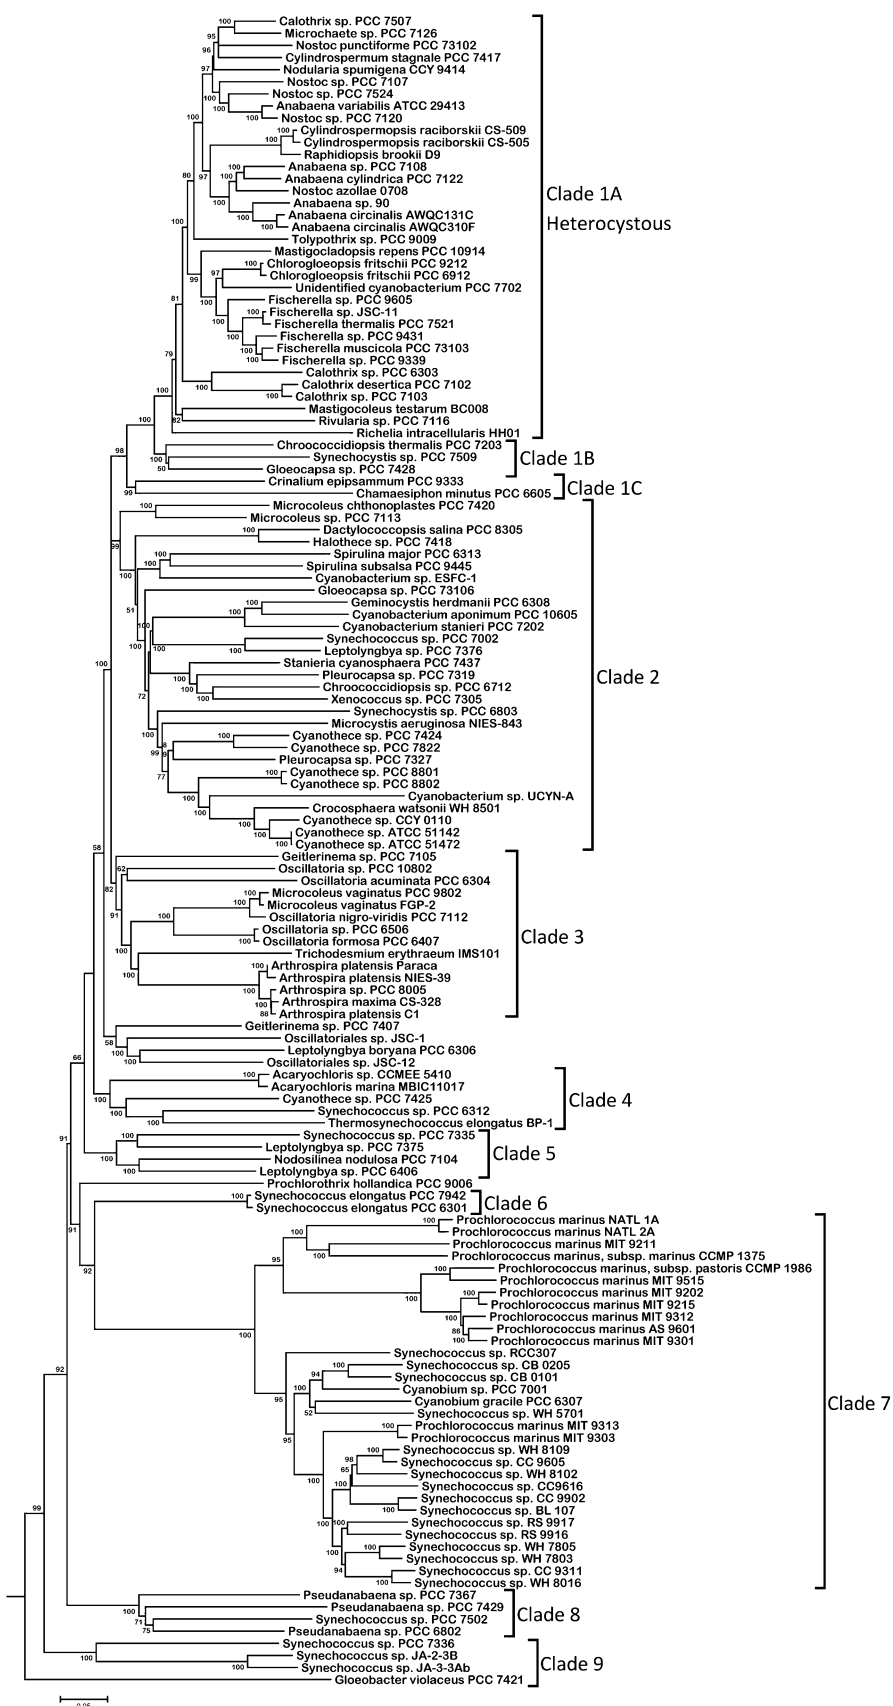 Calothrix sp. PCC 7507
Microchaete sp. PCC 7126
Nostoc punctiforme PCC 73102
Cylindrospermum stagnale PCC 7417
Nodularia spumigena CCY 9414
Nostoc sp. PCC 7107
Nostoc sp. PCC 7524
Anabaena variabilis ATCC 29413
Nostoc sp. PCC 7120
Cylindrospermopsis raciborskii CS-509
Cylindrospermopsis raciborskii CS-505
Raphidiopsis brookii D9
Anabaena sp. PCC 7108
Anabaena cylindrica PCC 7122
Nostoc azollae 0708
Anabaena sp. 90
Anabaena circinalis AWQC131C
Anabaena circinalis AWQC310F
Tolypothrix sp. PCC 9009
Mastigocladopsis repens PCC 10914
Chlorogloeopsis fritschii PCC 9212
Chlorogloeopsis fritschii PCC 6912
Unidentified cyanobacterium PCC 7702
Fischerella sp. PCC 9605
Fischerella sp. JSC-11
Fischerella thermalis PCC 7521
Fischerella sp. PCC 9431
Fischerella muscicola PCC 73103
Fischerella sp. PCC 9339
Calothrix sp. PCC 6303
Calothrix desertica PCC 7102
Calothrix sp. PCC 7103
Mastigocoleus testarum BC008
Rivularia sp. PCC 7116
Richelia intracellularis HH01
Clade 1A
Heterocystous
Chroococcidiopsis thermalis PCC 7203
Synechocystis sp. PCC 7509
Gloeocapsa sp. PCC 7428
Clade 1B
Crinalium epipsammum PCC 9333
Chamaesiphon minutus PCC 6605
Clade 1C
Microcoleus chthonoplastes PCC 7420
Microcoleus sp. PCC 7113
Dactylococcopsis salina PCC 8305
Halothece sp. PCC 7418
Spirulina major PCC 6313
Spirulina subsalsa PCC 9445
Cyanobacterium sp. ESFC-1
Gloeocapsa sp. PCC 73106
Geminocystis herdmanii PCC 6308
Cyanobacterium aponimum PCC 10605
Cyanobacterium stanieri PCC 7202
Synechococcus sp. PCC 7002
Leptolyngbya sp. PCC 7376
Stanieria cyanosphaera PCC 7437
Pleurocapsa sp. PCC 7319
Chroococcidiopsis sp. PCC 6712
Xenococcus sp. PCC 7305
Synechocystis sp. PCC 6803
Microcystis aeruginosa NIES-843
Cyanothece sp. PCC 7424
Cyanothece sp. PCC 7822
Pleurocapsa sp. PCC 7327
Cyanothece sp. PCC 8801
Cyanothece sp. PCC 8802
Cyanobacterium sp. UCYN-A
Crocosphaera watsonii WH 8501
Cyanothece sp. CCY 0110
Cyanothece sp. ATCC 51142
Cyanothece sp. ATCC 51472
Clade 2
Geitlerinema sp. PCC 7105
Oscillatoria sp. PCC 10802
Oscillatoria acuminata PCC 6304
Microcoleus vaginatus PCC 9802
Microcoleus vaginatus FGP-2
Oscillatoria nigro-viridis PCC 7112
Oscillatoria sp. PCC 6506
Oscillatoria formosa PCC 6407
Trichodesmium erythraeum IMS101
Arthrospira platensis Paraca
Arthrospira platensis NIES-39
Arthrospira sp. PCC 8005
Arthrospira maxima CS-328
Arthrospira platensis C1
Clade 3
Geitlerinema sp. PCC 7407
Oscillatoriales sp. JSC-1
Leptolyngbya boryana PCC 6306
Oscillatoriales sp. JSC-12
Acaryochloris sp. CCMEE 5410
Acaryochloris marina MBIC11017
Cyanothece sp. PCC 7425
Synechococcus sp. PCC 6312
Thermosynechococcus elongatus BP-1
Clade 4
Synechococcus sp. PCC 7335
Leptolyngbya sp. PCC 7375
Nodosilinea nodulosa PCC 7104
Leptolyngbya sp. PCC 6406
Clade 5
Prochlorothrix hollandica PCC 9006
Synechococcus elongatus PCC 7942
Synechococcus elongatus PCC 6301
Clade 6
Prochlorococcus marinus NATL 1A
Prochlorococcus marinus NATL 2A
Prochlorococcus marinus MIT 9211
Prochlorococcus marinus, subsp. marinus CCMP 1375
Prochlorococcus marinus, subsp. pastoris CCMP 1986
Prochlorococcus marinus MIT 9515
Prochlorococcus marinus MIT 9202
Prochlorococcus marinus MIT 9215
Prochlorococcus marinus MIT 9312
Prochlorococcus marinus AS 9601
Prochlorococcus marinus MIT 9301
Synechococcus sp. RCC307
Synechococcus sp. CB 0205
Synechococcus sp. CB 0101
Cyanobium sp. PCC 7001
Cyanobium gracile PCC 6307
Synechococcus sp. WH 5701
Prochlorococcus marinus MIT 9313
Prochlorococcus marinus MIT 9303
Synechococcus sp. WH 8109
Synechococcus sp. CC 9605
Synechococcus sp. WH 8102
Synechococcus sp. CC9616
Synechococcus sp. CC 9902
Synechococcus sp. BL 107
Synechococcus sp. RS 9917
Synechococcus sp. RS 9916
Synechococcus sp. WH 7805
Synechococcus sp. WH 7803
Synechococcus sp. CC 9311
Synechococcus sp. WH 8016
Clade 7
Pseudanabaena sp. PCC 7367
Pseudanabaena sp. PCC 7429
Synechococcus sp. PCC 7502
Pseudanabaena sp. PCC 6802
Clade 8
Synechococcus sp. PCC 7336
Synechococcus sp. JA-2-3B
Synechococcus sp. JA-3-3Ab
Clade 9
Gloeobacter violaceus PCC 7421